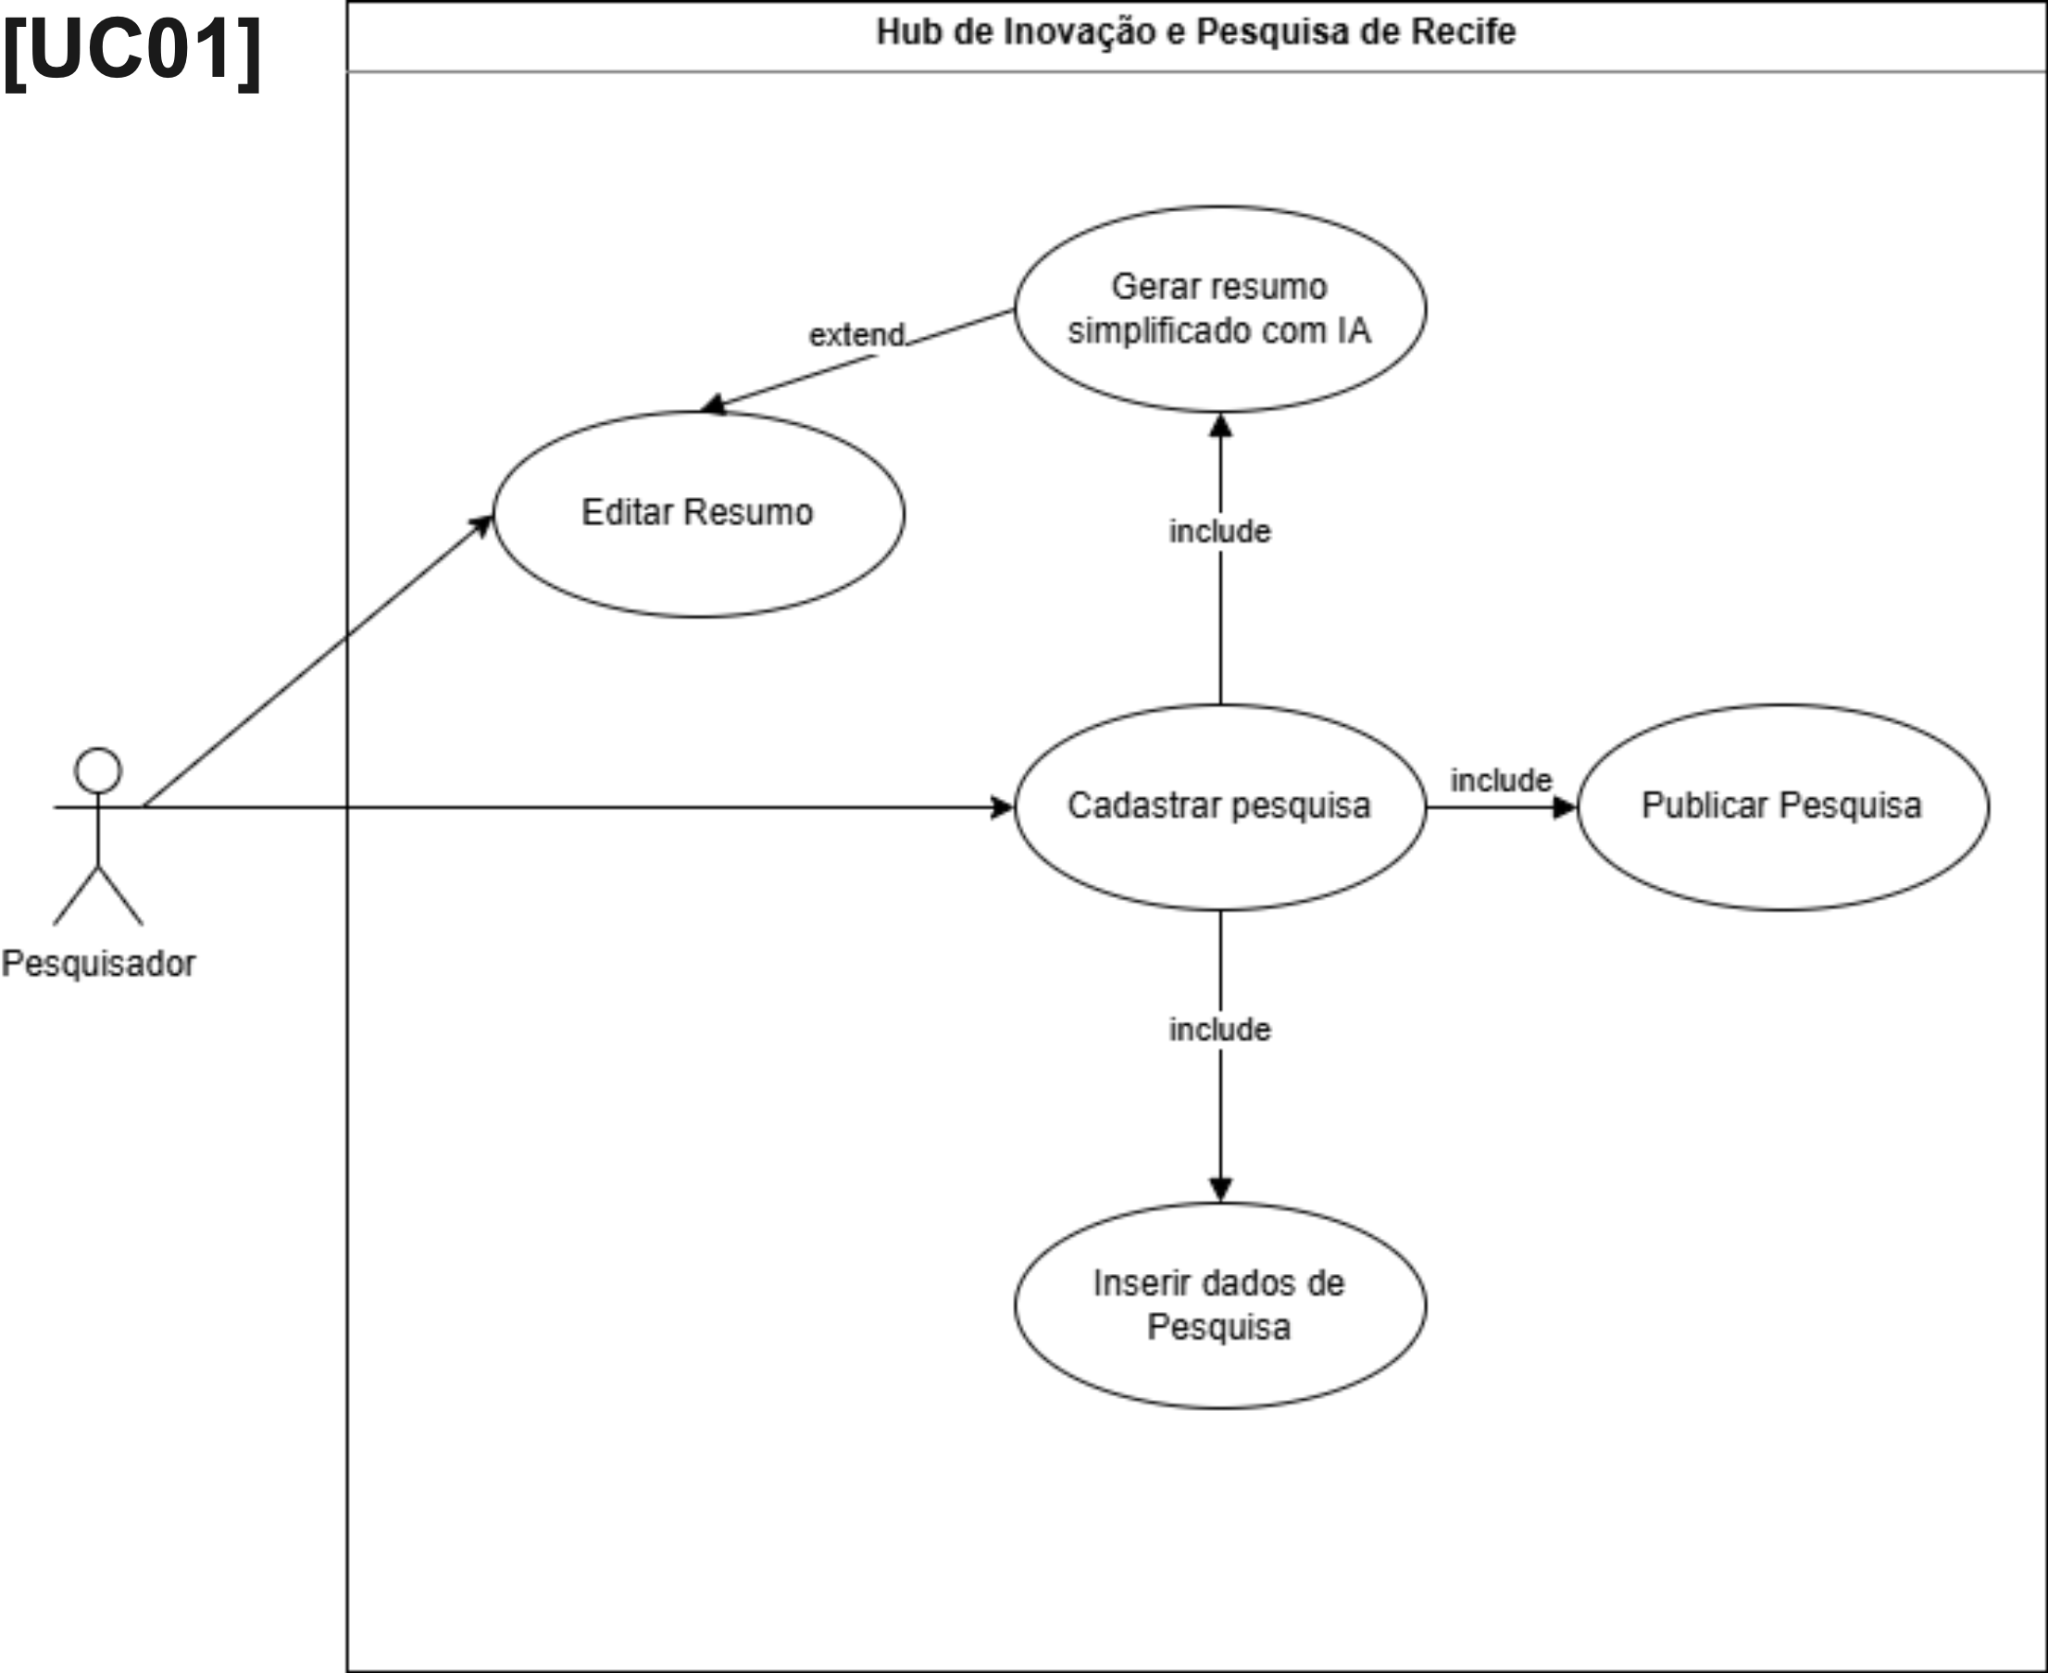 [UC01]
Hub de Inovação e Pesquisa de Recife
Gerar resumo
simplificado com IA
extend
Editar Resumo
include
Cadastrar pesquisa
include
Publicar Pesquisa
Pesquisador
include
Inserir dados de
Pesquisa